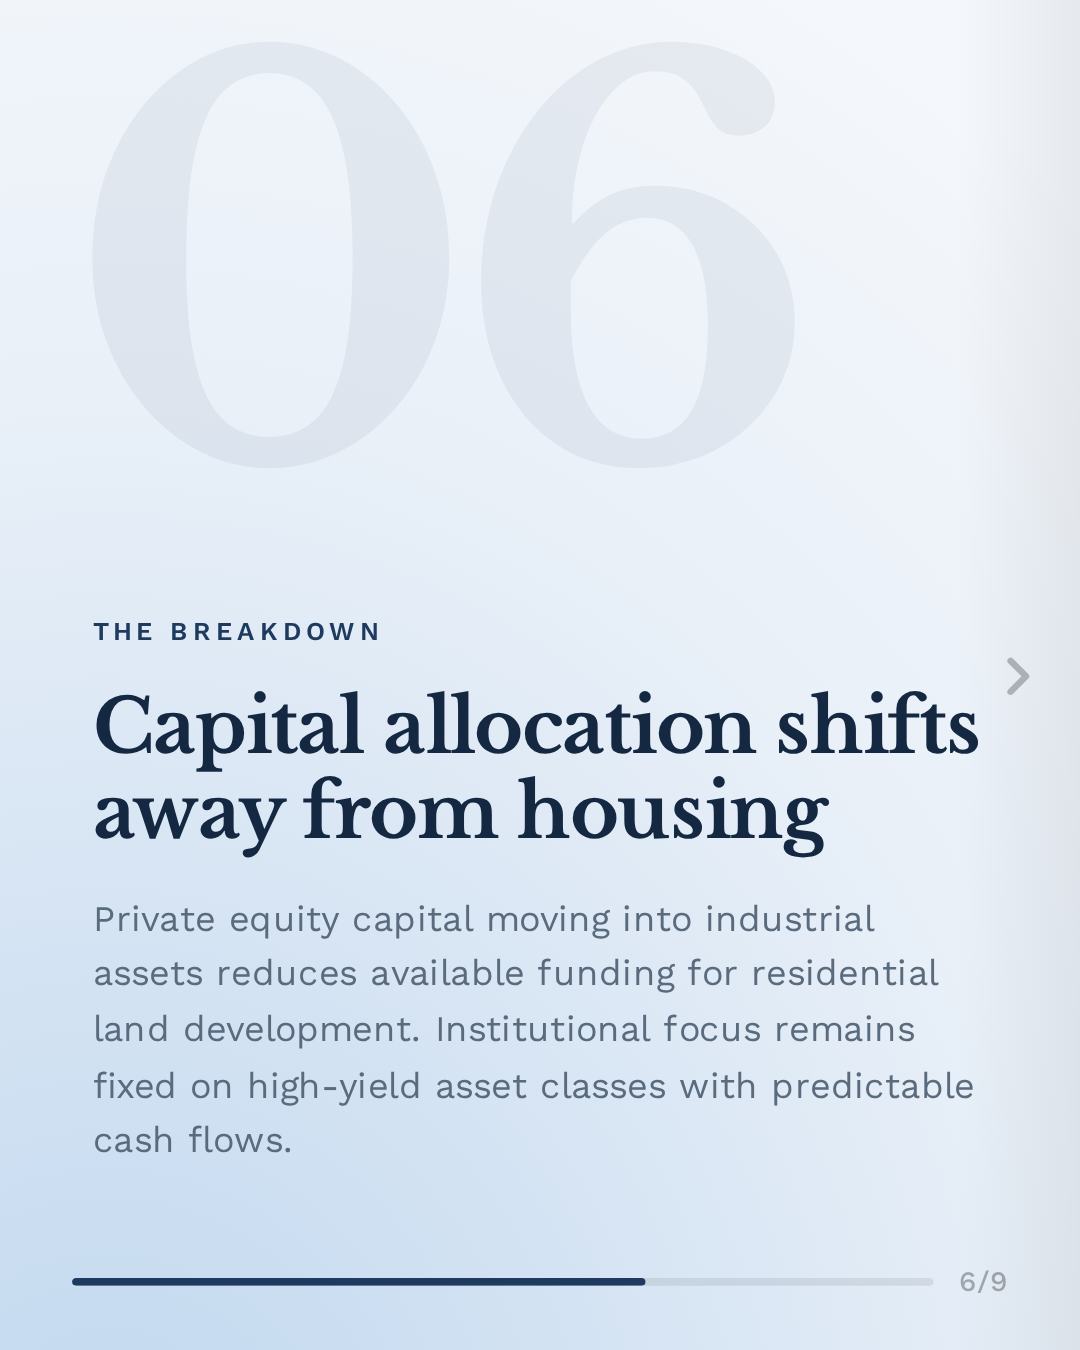 06
THE BREAKDOWN
Capital allocation shifts
away from housing
Private equity capital moving into industrial
assets reduces available funding for residential
land development. Institutional focus remains
fixed on high-yield asset classes with predictable
cash flows.
6/9